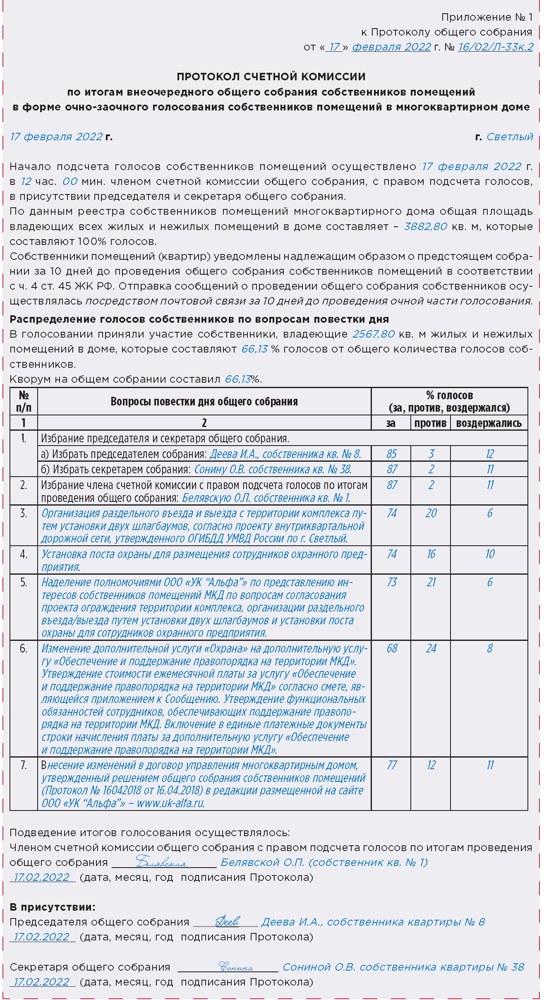 Приложение № 1
к Протоколу общего собрания
от « 17 » февраля 2022 г. № 16/02/Л-33к.2
ПРОТОКОЛ СЧЕТНОЙ КОМИССИИ
по итогам внеочередного общего собрания собственников помещений
в форме очно-заочного голосования собственников помещений в многоквартирном доме
17 февраля 2022 г. г. Светлый
Начало подсчета голосов собственников помещений осуществлено 17 февраля 2022 г.
в 12 час. 00 мин. членом счетной комиссии общего собрания, с правом подсчета голосов,
в присутствии председателя и секретаря общего собрания.
По данным реестра собственников помещений многоквартирного дома общая площадь
владеющих всех жилых и нежилых помещений в доме составляет – 3882,80 кв. м, которые
составляют 100% голосов.
Собственники помещений (квартир) уведомлены надлежащим образом о предстоящем собра-
нии за 10 дней до проведения общего собрания собственников помещений в соответствии
с ч. 4 ст. 45 ЖК РФ. Отправка сообщений о проведении общего собрания собственников осу-
ществлялась посредством почтовой связи за 10 дней до проведения очной части голосования.
Распределение голосов собственников по вопросам повестки дня
В голосовании приняли участие собственники, владеющие 2567,80 кв. м жилых и нежилых
помещений в доме, которые составляют 66,13 % голосов от общего количества голосов соб-
ственников.
Кворум на общем собрании составил 66,13%.
№ п/п Вопросы повестки дня общего собрания % голосов
(за, против, воздержался)
1 2 за против воздержались
1. Избрание председателя и секретаря общего собрания.
а) Избрать председателем собрания: Деева И.А., собственника кв. № 8. 85 3 12
б) Избрать секретарем собрания: Сонину О.В. собственника кв. № 38. 87 2 11
2. Избрание члена счетной комиссии с правом подсчета голосов по итогам 87 2 11
проведения общего собрания: Белявскую О.П. собственника кв. № 1.
3. Организация раздельного въезда и выезда с территории комплекса пу- 74 20 6
тем установки двух шлагбаумов, согласно проекту внутриквартальной
дорожной сети, утвержденного ОГИБДД УМВД России по г. Светлый.
4. Установка поста охраны для размещения сотрудников охранного пред- 74 16 10
приятия.
5. Наделение полномочиями ООО «УК “Альфа”» по представлению ин- 73 21 6
тересов собственников помещений МКД по вопросам согласования
проекта ограждения территории комплекса, организации раздельного
въезда/выезда путем установки двух шлагбаумов и установки поста
охраны для сотрудников охранного предприятия.
6. Изменение дополнительной услуги «Охрана» на дополнительную услу- 68 24 8
гу «Обеспечение и поддержание правопорядка на территории МКД».
Утверждение стоимости ежемесячной платы за услугу «Обеспечение
и поддержание правопорядка на территории МКД» согласно смете, яв-
ляющейся приложением к Сообщению. Утверждение функциональных
обязанностей сотрудников, обеспечивающих поддержание правопо-
рядка на территории МКД. Включение в единые платежные документы
строки начисления платы за дополнительную услугу «Обеспечение
и поддержание правопорядка на территории МКД».
7. Внесение изменений в договор управления многоквартирным домом, 77 12 11
утвержденный решением общего собрания собственников помещений
(Протокол № 16042018 от 16.04.2018) в редакции размещенной на сайте
ООО «УК “Альфа”» – www.uk-alfa.ru.
Подведение итогов голосования осуществлялось:
Членом счетной комиссии общего собрания с правом подсчета голосов по итогам проведения
общего собрания Белявская Белявской О.П. (собственник кв. № 1)
17.02.2022 (дата, месяц, год подписания Протокола)
В присутствии:
Председателя общего собрания Деев Деева И.А., собственника квартиры № 8
17.02.2022 (дата, месяц, год подписания Протокола)
Секретаря общего собрания Сонина Сониной О.В. собственника квартиры № 38
17.02.2022 (дата, месяц, год подписания Протокола)